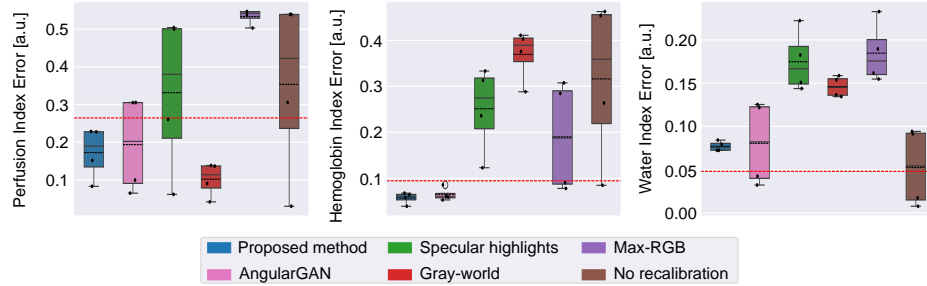 Perfusion Index Error [a.u.]
0.5
0.4
0.3
0.2
0.1
Hemoglobin Index Error [a.u.]
0.4
0.3
0.2
0.1
Water Index Error [a.u.]
0.20
0.15
0.10
0.05
0.00
Proposed method
Specular highlights
Max-RGB
AngularGAN
Gray-world
No recalibration